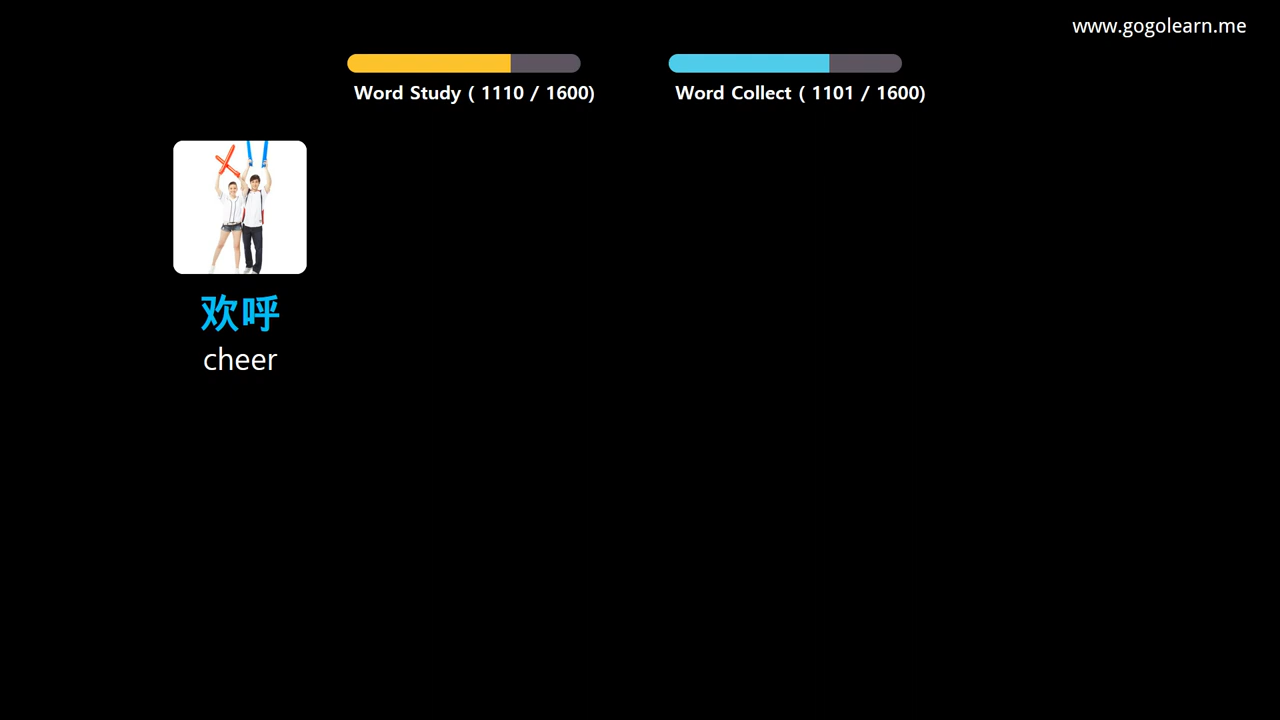 www.gogolearn.me
Word Study ( 1110 / 1600)
Word Collect ( 1101 / 1600)
欢呼
cheer